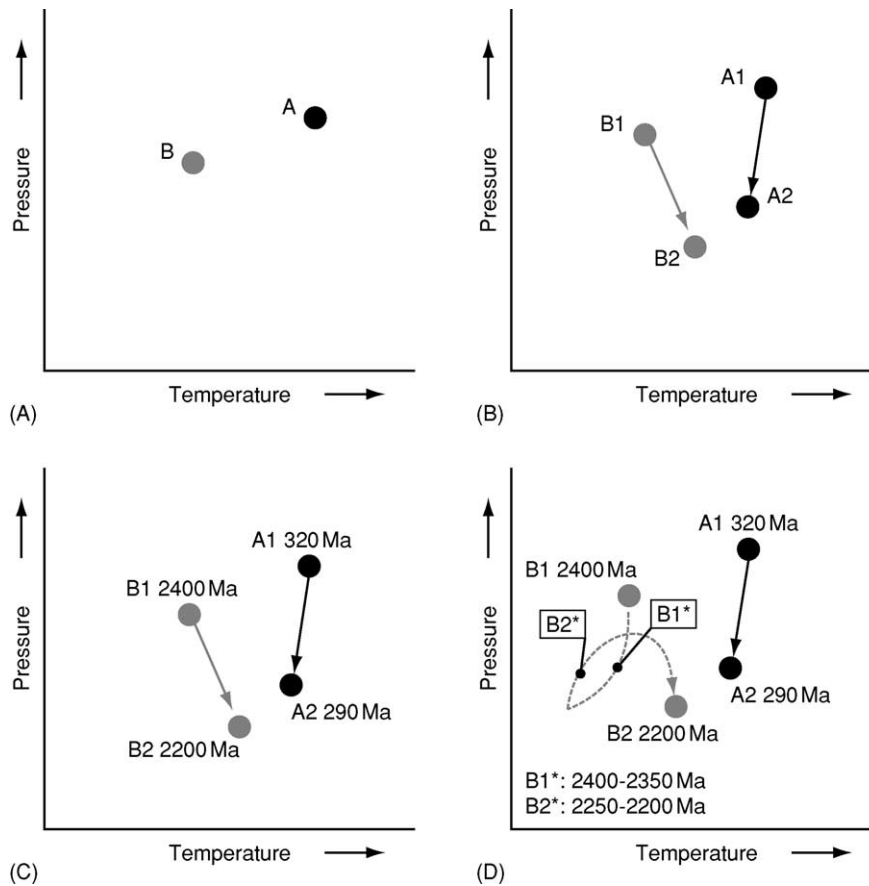 A
B
Pressure
Temperature
(A)
A1
B1
A2
B2
Pressure
Temperature
(B)
A1 320 Ma
B1 2400 Ma
A2 290 Ma
B2 2200 Ma
Pressure
Temperature
(C)
A1 320 Ma
B1 2400 Ma
B2*
B1*
A2 290 Ma
B2 2200 Ma
B1*: 2400-2350 Ma
B2*: 2250-2200 Ma
Pressure
Temperature
(D)